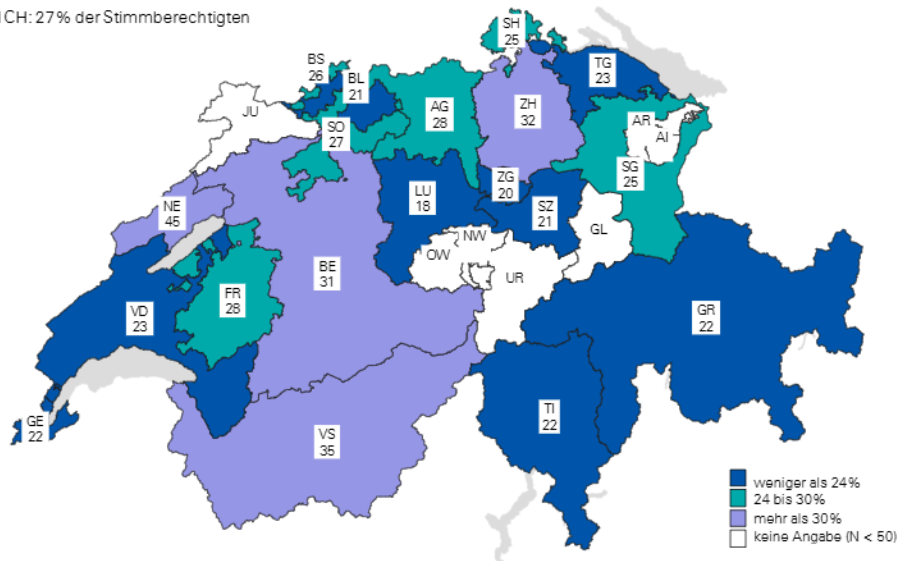 CH: 27% der Stimmberechtigten
SH
25
BS
26
BL
21
TG
23
JU
AG
28
ZH
32
AR
AI
SO
27
SG
25
ZG
20
LU
18
SZ
21
NE
45
GL
NW
OW
BE
31
UR
FR
28
VD
23
GR
22
GE
22
TI
22
VS
35
weniger als 24%
24 bis 30%
mehr als 30%
keine Angabe (N < 50)